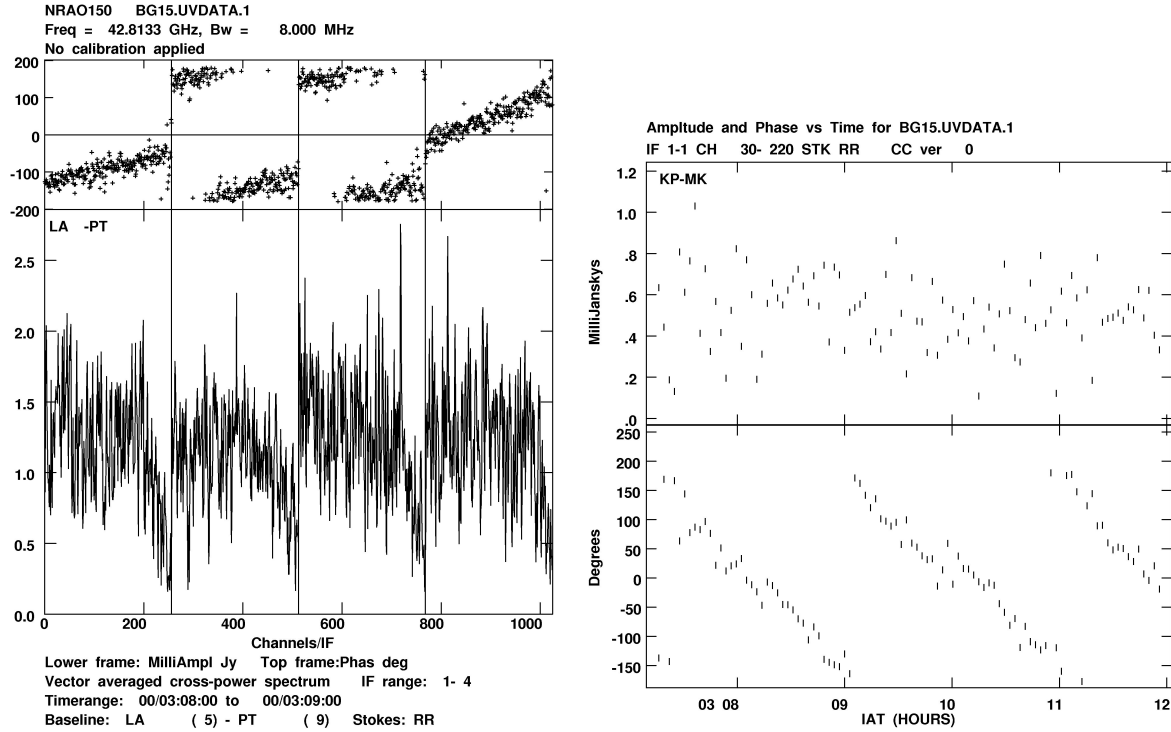 NRAO150 BG15.UVDATA.1
Freq = 42.8133 GHz, Bw = 8.000 MHz
No calibration applied
200
100
0
-100
-200
LA -PT
2.5
2.0
1.5
1.0
0.5
0.0
0 200 400 600 800 1000
Channels/IF
Lower frame: MilliAmpl Jy Top frame:Phas deg
Vector averaged cross-power spectrum IF range: 1- 4
Timerange: 00/03:08:00 to 00/03:09:00
Baseline: LA ( 5) - PT ( 9) Stokes: RR
Ampltude and Phase vs Time for BG15.UVDATA.1
IF 1-1 CH 30- 220 STK RR CC ver 0
KP-MK
1.2
1.0
.8
.6
.4
.2
.0
MilliJanskys
250
200
150
100
50
0
-50
-100
-150
Degrees
03 08 09 10 11 12
IAT (HOURS)